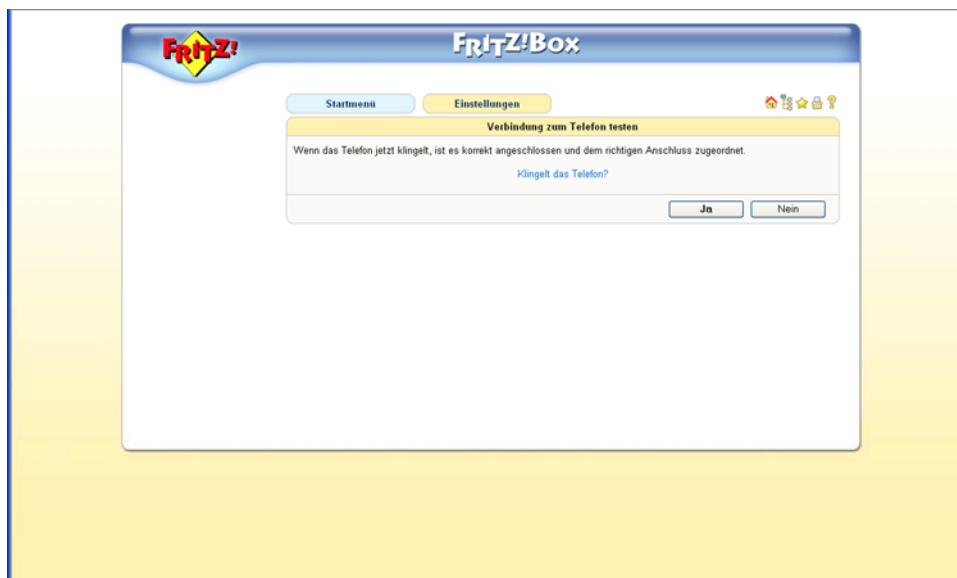 FRITZ!
FRITZ!Box
Startmenü
Einstellungen
Verbindung zum Telefon testen
Wenn das Telefon jetzt klingelt, ist es korrekt angeschlossen und dem richtigen Anschluss zugeordnet.
Klingelt das Telefon?
Ja
Nein